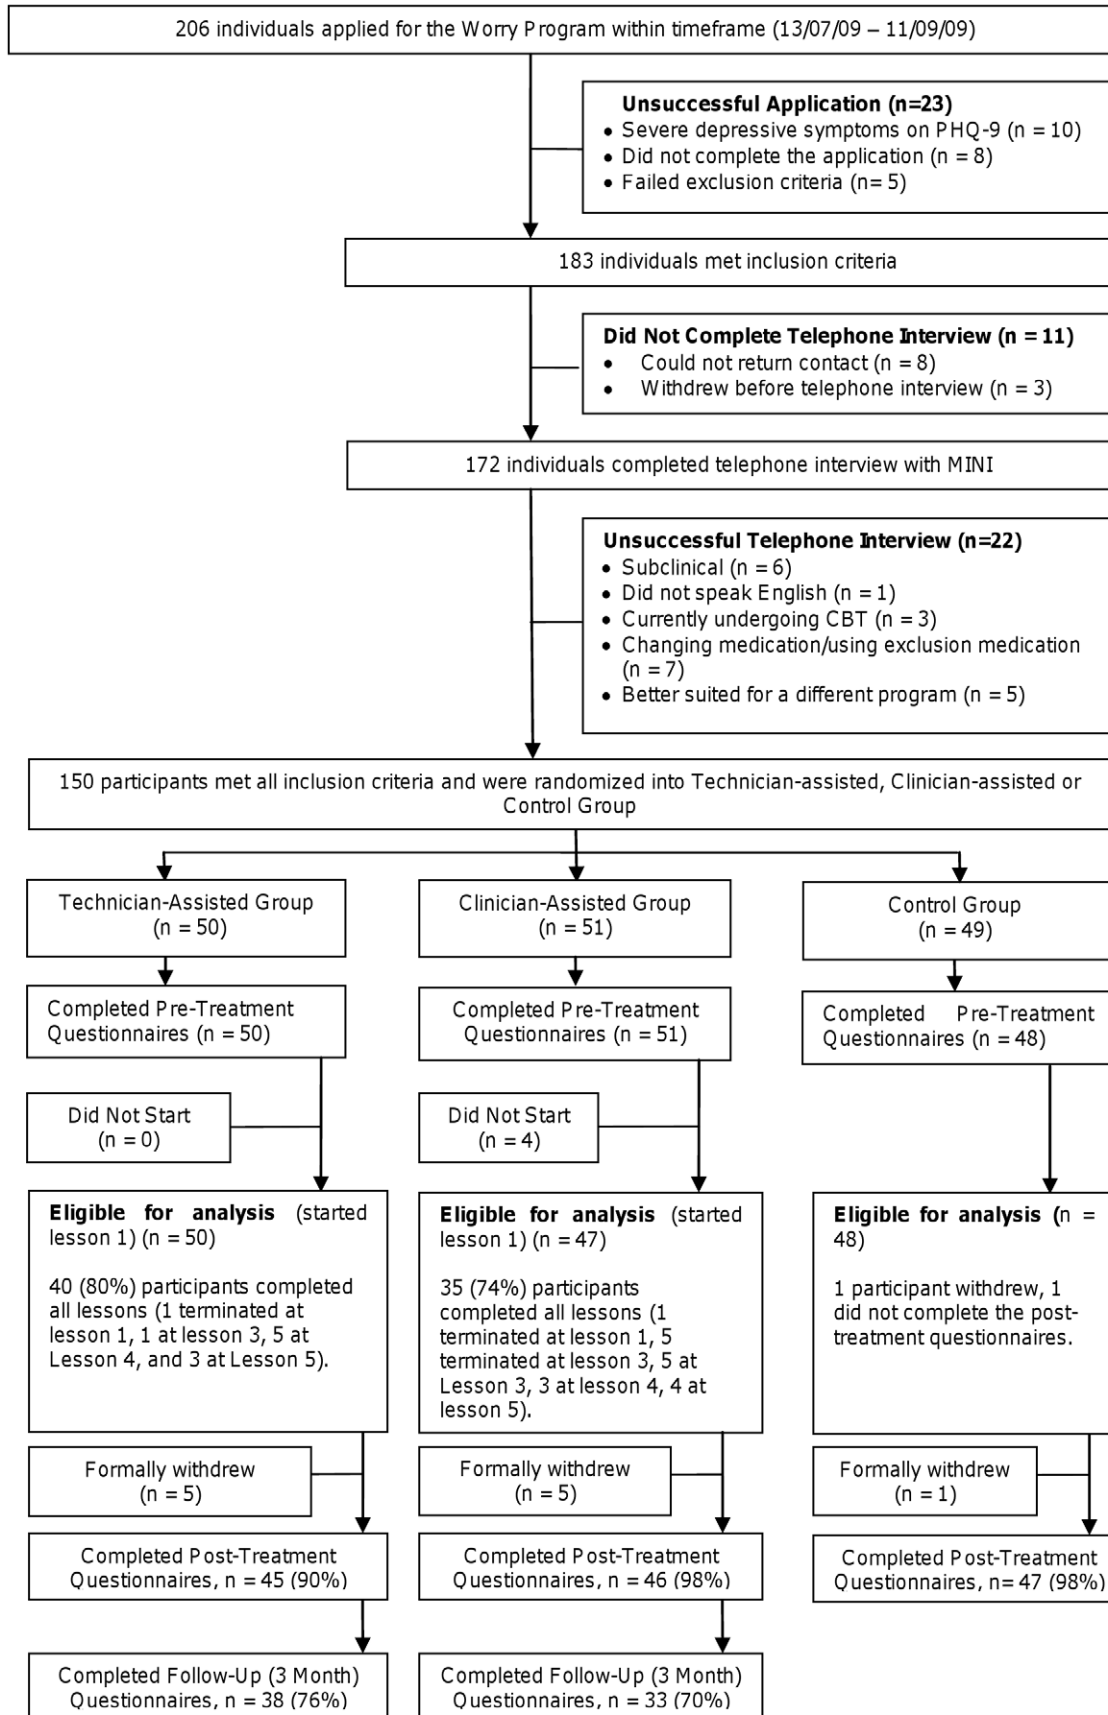 206 individuals applied for the Worry Program within timeframe (13/07/09 – 11/09/09)
Unsuccessful Application (n=23)
• Severe depressive symptoms on PHQ-9 (n = 10)
• Did not complete the application (n = 8)
• Failed exclusion criteria (n= 5)
183 individuals met inclusion criteria
Did Not Complete Telephone Interview (n = 11)
• Could not return contact (n = 8)
• Withdrew before telephone interview (n = 3)
172 individuals completed telephone interview with MINI
Unsuccessful Telephone Interview (n=22)
• Subclinical (n = 6)
• Did not speak English (n = 1)
• Currently undergoing CBT (n = 3)
• Changing medication/using exclusion medication
(n = 7)
• Better suited for a different program (n = 5)
150 participants met all inclusion criteria and were randomized into Technician-assisted, Clinician-assisted or
Control Group
Technician-Assisted Group
(n = 50)
Clinician-Assisted Group
(n = 51)
Control Group
(n = 49)
Completed Pre-Treatment
Questionnaires (n = 50)
Completed Pre-Treatment
Questionnaires (n = 51)
Completed Pre-Treatment
Questionnaires (n = 48)
Did Not Start
(n = 0)
Did Not Start
(n = 4)
Eligible for analysis (started
lesson 1) (n = 50)
40 (80%) participants completed
all lessons (1 terminated at
lesson 1, 1 at lesson 3, 5 at
Lesson 4, and 3 at Lesson 5).
Eligible for analysis (started
lesson 1) (n = 47)
35 (74%) participants
completed all lessons (1
terminated at lesson 1, 5
terminated at lesson 3, 5 at
Lesson 3, 3 at lesson 4, 4 at
lesson 5).
Eligible for analysis (n =
48)
1 participant withdrew, 1
did not complete the post-
treatment questionnaires.
Formally withdrew
(n = 5)
Formally withdrew
(n = 5)
Formally withdrew
(n = 1)
Completed Post-Treatment
Questionnaires, n = 45 (90%)
Completed Post-Treatment
Questionnaires, n = 46 (98%)
Completed Post-Treatment
Questionnaires, n= 47 (98%)
Completed Follow-Up (3 Month)
Questionnaires, n = 38 (76%)
Completed Follow-Up (3 Month)
Questionnaires, n = 33 (70%)